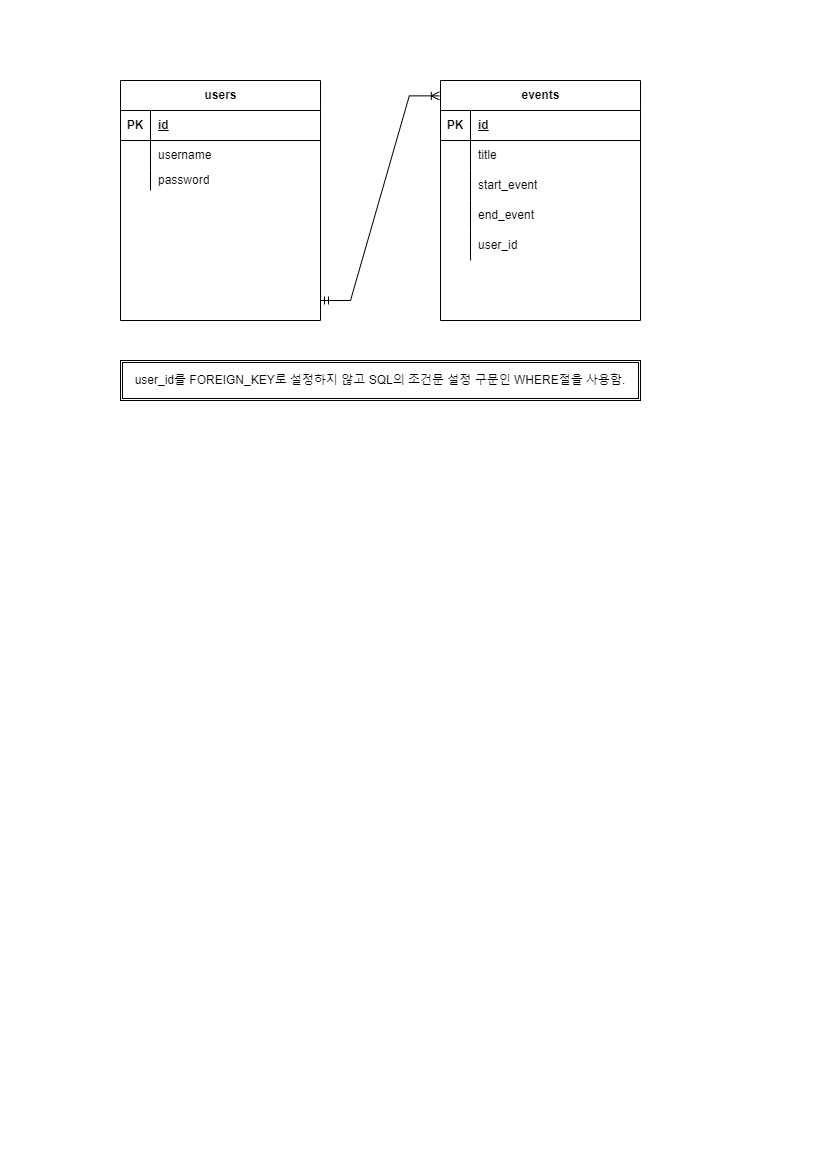 users
PK id
username
password
events
PK id
title
start_event
end_event
user_id
user_id를 FOREIGN_KEY로 설정하지 않고 SQL의 조건문 설정 구문인 WHERE절을 사용함.